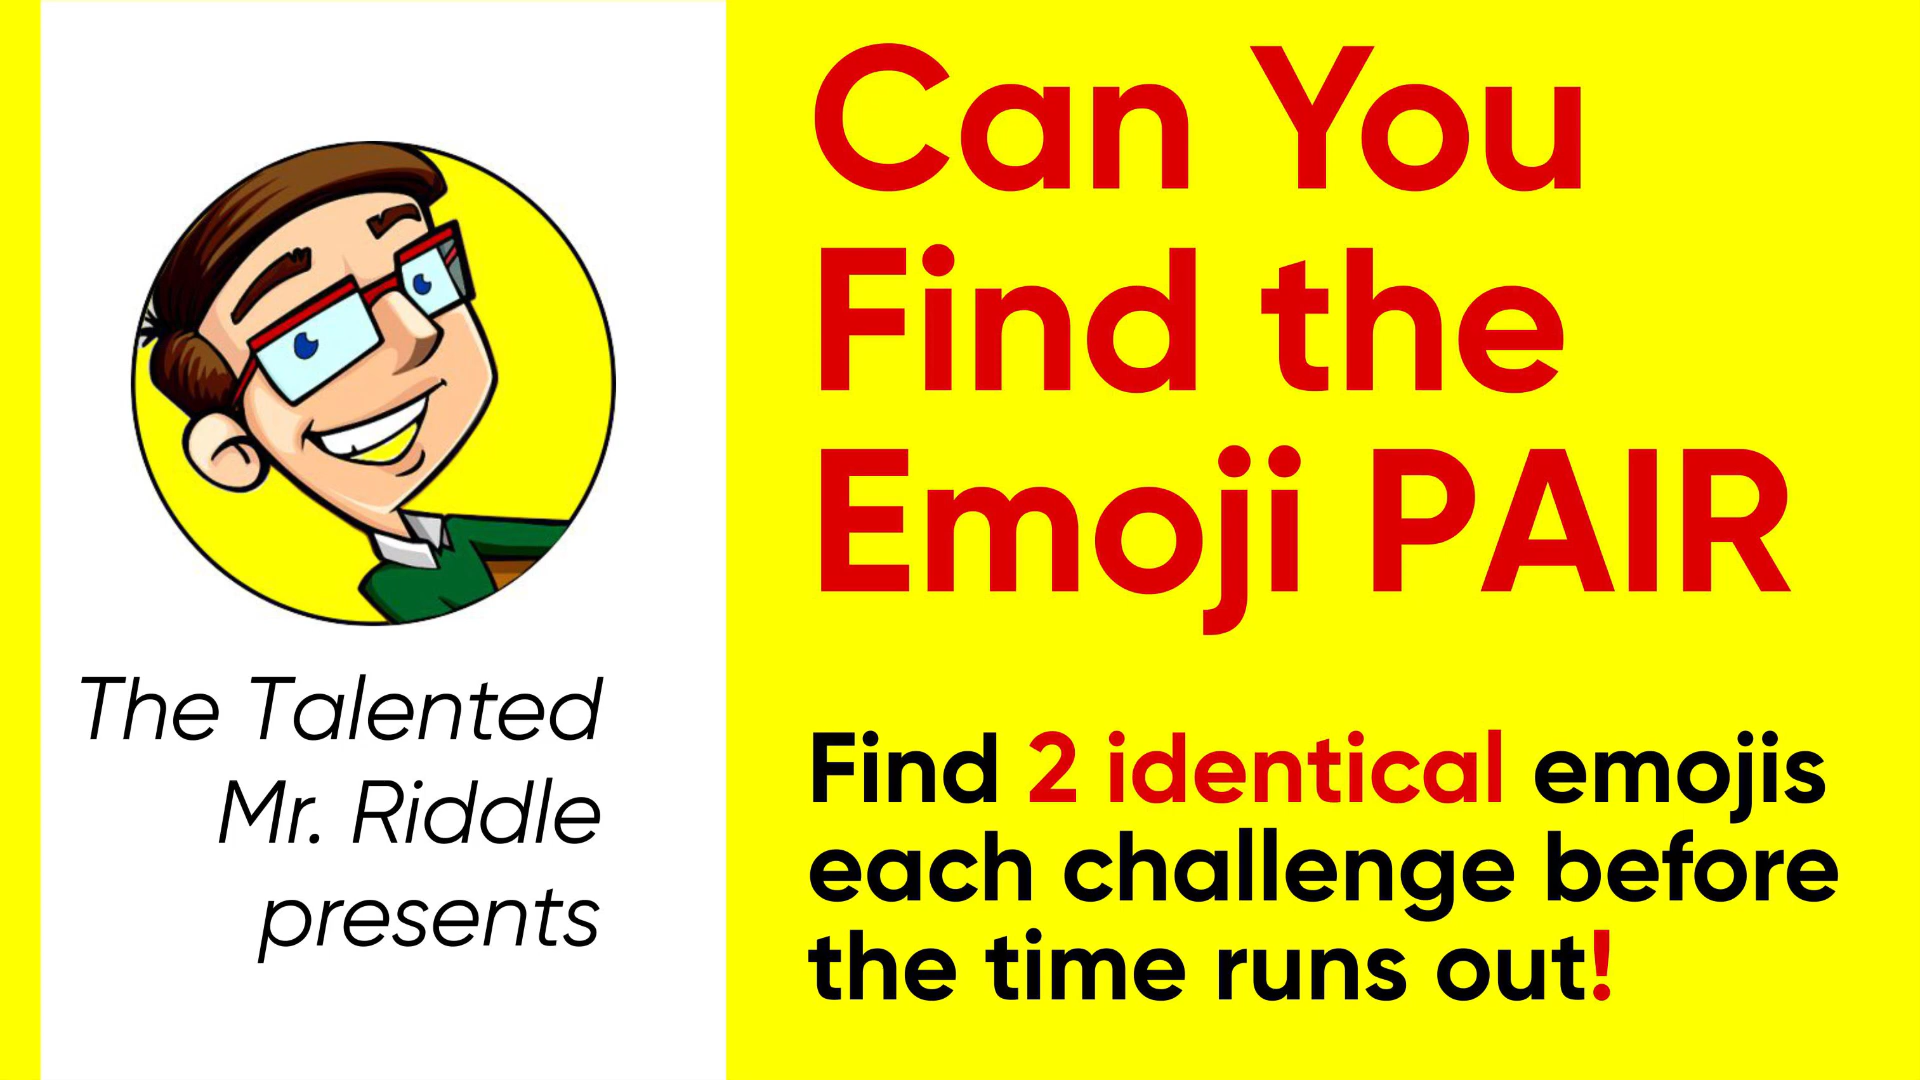 The Talented
Mr. Riddle
presents
Can You
Find the
Emoji PAIR
Find 2 identical emojis
each challenge before
the time runs out!